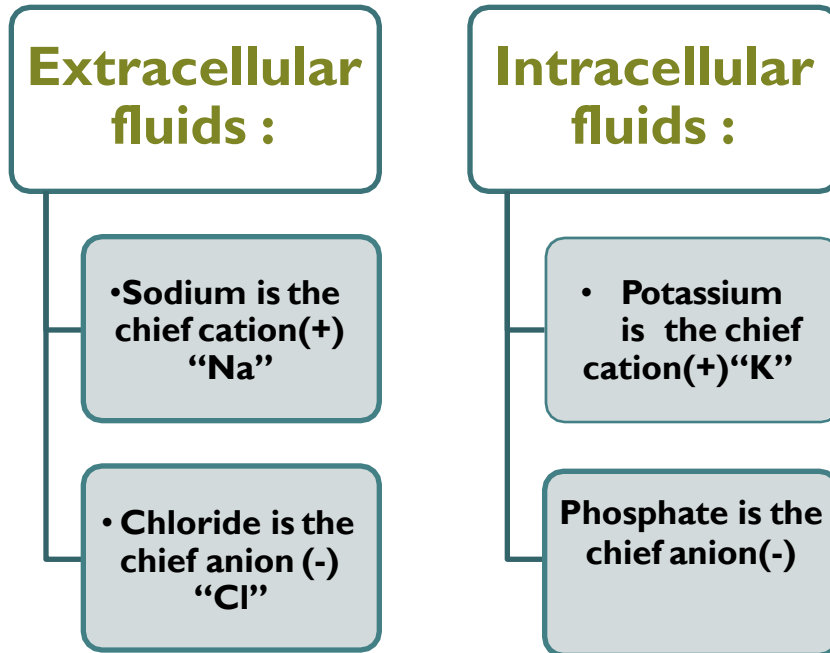 Extracellular
fluids :
•Sodium is the
chief cation(+)
“Na”
• Chloride is the
chief anion (-)
“Cl”
Intracellular
fluids :
• Potassium
is the chief
cation(+)“K”
Phosphate is the
chief anion(-)